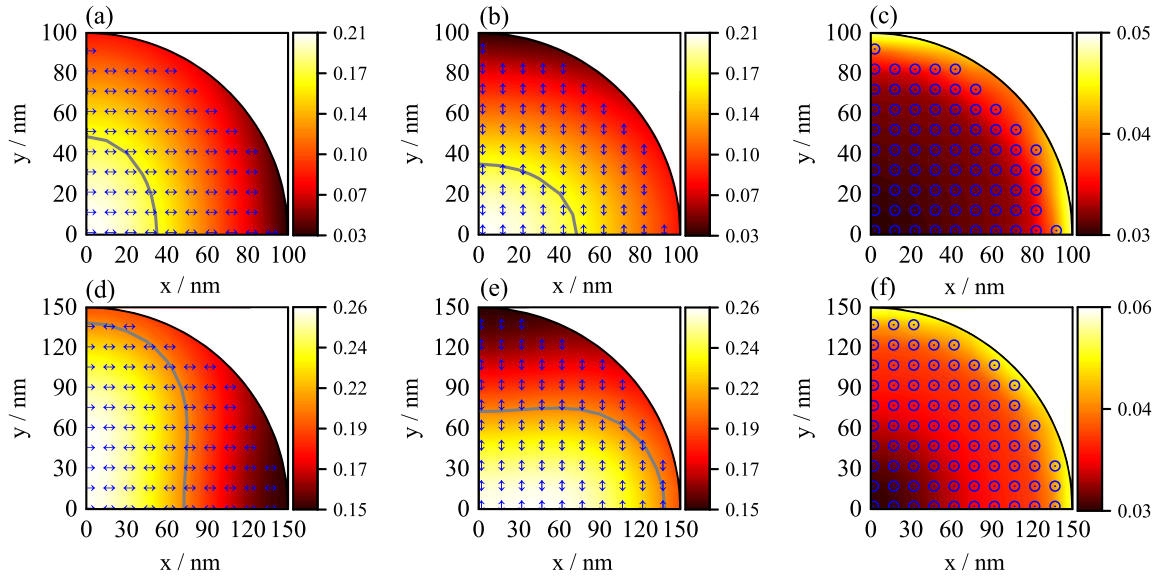 (a) (b) (c)
100 0.21 100 0.21 100 0.05
80 0.17 80 0.17 80
60 0.14 60 0.14 60 0.04
40 0.10 40 0.10 40
20 0.07 20 0.07 20
0 0.03 0 0.03 0 0.03
y / nm y / nm y / nm
0 20 40 60 80 100 0 20 40 60 80 100 0 20 40 60 80 100
x / nm x / nm x / nm
(d) (e) (f)
150 0.26 150 0.26 150 0.06
120 0.24 120 0.24 120
90 0.22 90 0.22 90 0.04
60 0.19 60 0.19 60
30 0.17 30 0.17 30
0 0.15 0 0.15 0 0.03
y / nm y / nm y / nm
0 30 60 90 120 150 0 30 60 90 120 150 0 30 60 90 120 150
x / nm x / nm x / nm